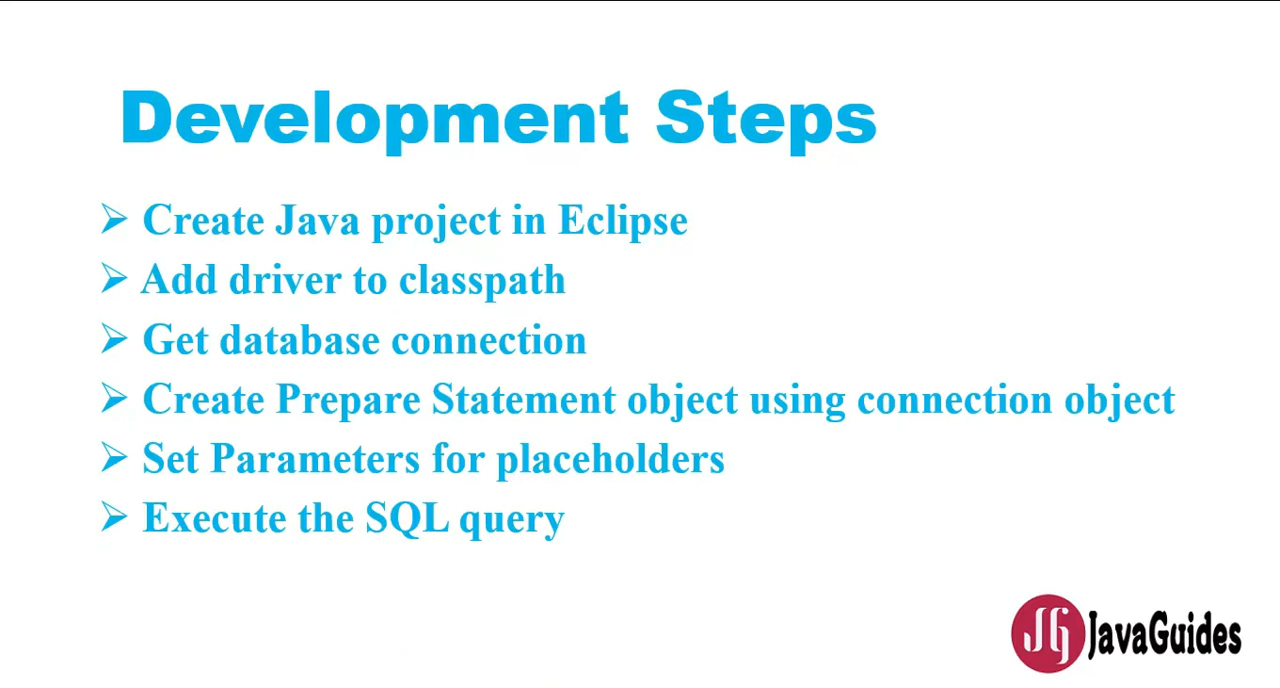 Development Steps
Create Java project in Eclipse
Add driver to classpath
Get database connection
Create Prepare Statement object using connection object
Set Parameters for placeholders
Execute the SQL query
JG JavaGuides